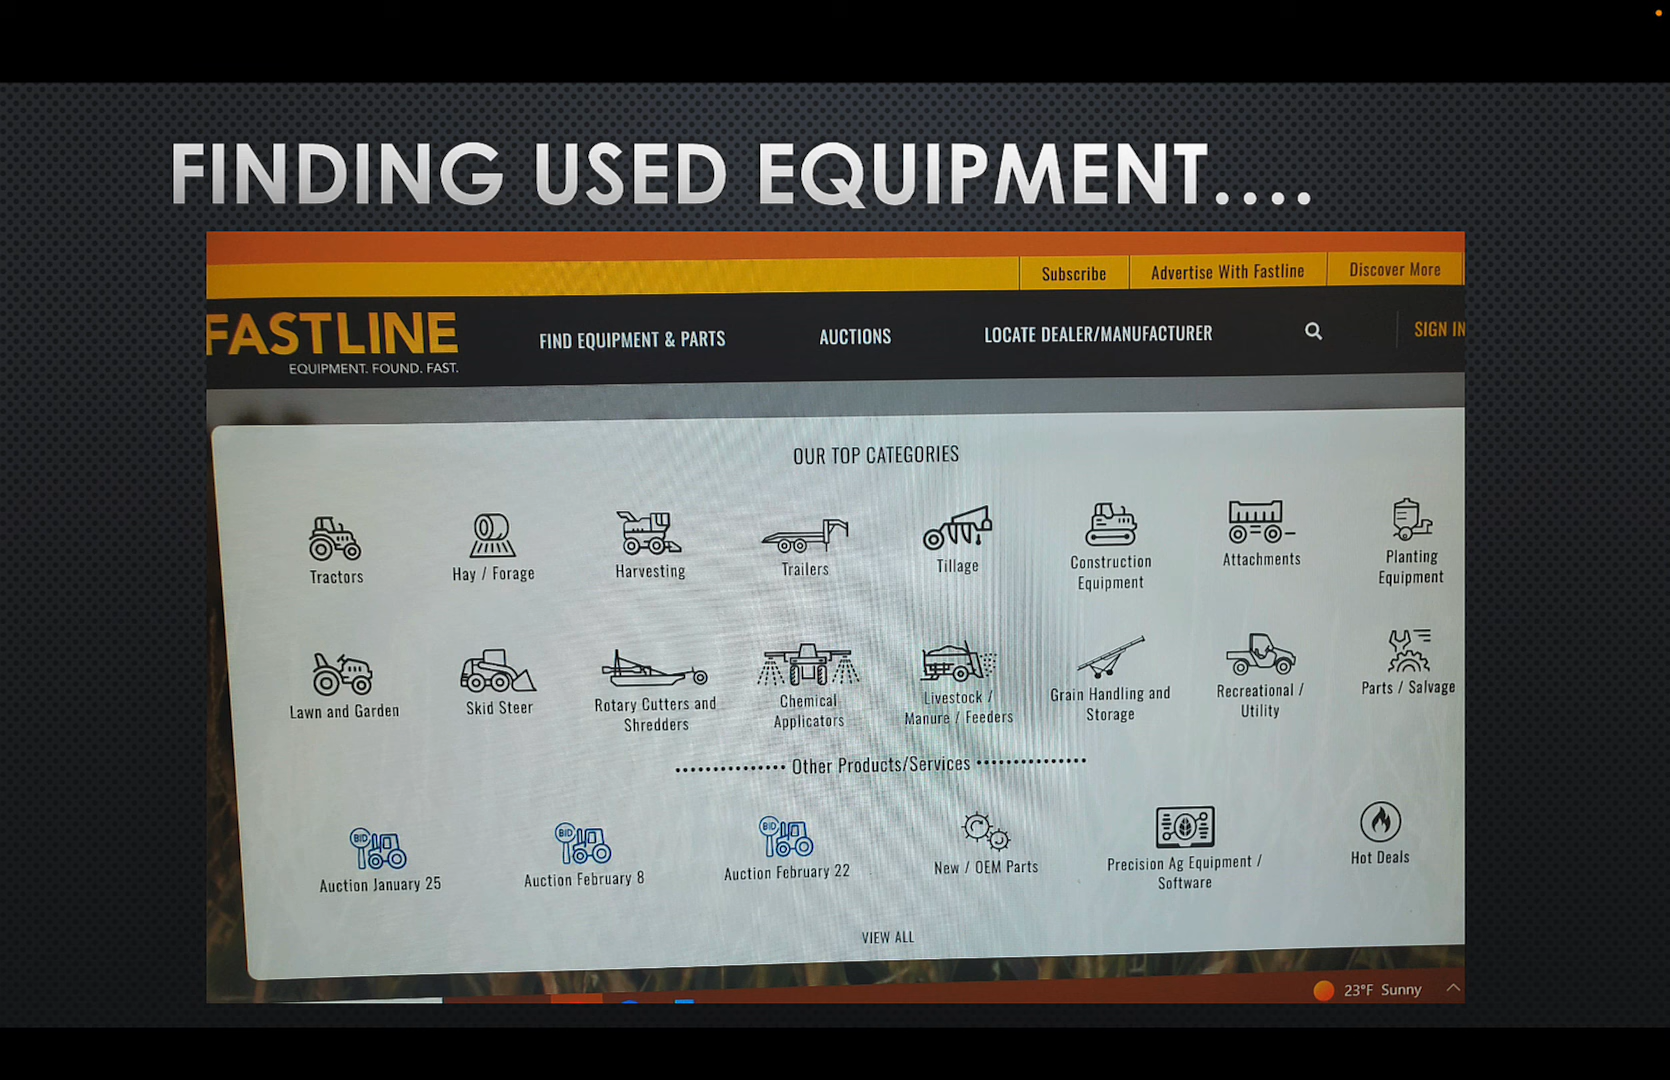 FINDING USED EQUIPMENT....
Subscribe
Advertise With Fastline
Discover More
FASTLINE
EQUIPMENT. FOUND. FAST.
FIND EQUIPMENT & PARTS
AUCTIONS
LOCATE DEALER/MANUFACTURER
SIGN IN
OUR TOP CATEGORIES
Tractors
Hay / Forage
Harvesting
Trailers
Tillage
Construction
Equipment
Attachments
Planting
Equipment
Lawn and Garden
Skid Steer
Rotary Cutters and
Shredders
Chemical
Applicators
Livestock /
Manure / Feeders
Grain Handling and
Storage
Recreational /
Utility
Parts / Salvage
Other Products/Services
BID
Auction January 25
BID
Auction February 8
BID
Auction February 22
New / OEM Parts
Precision Ag Equipment /
Software
Hot Deals
VIEW ALL
23°F Sunny